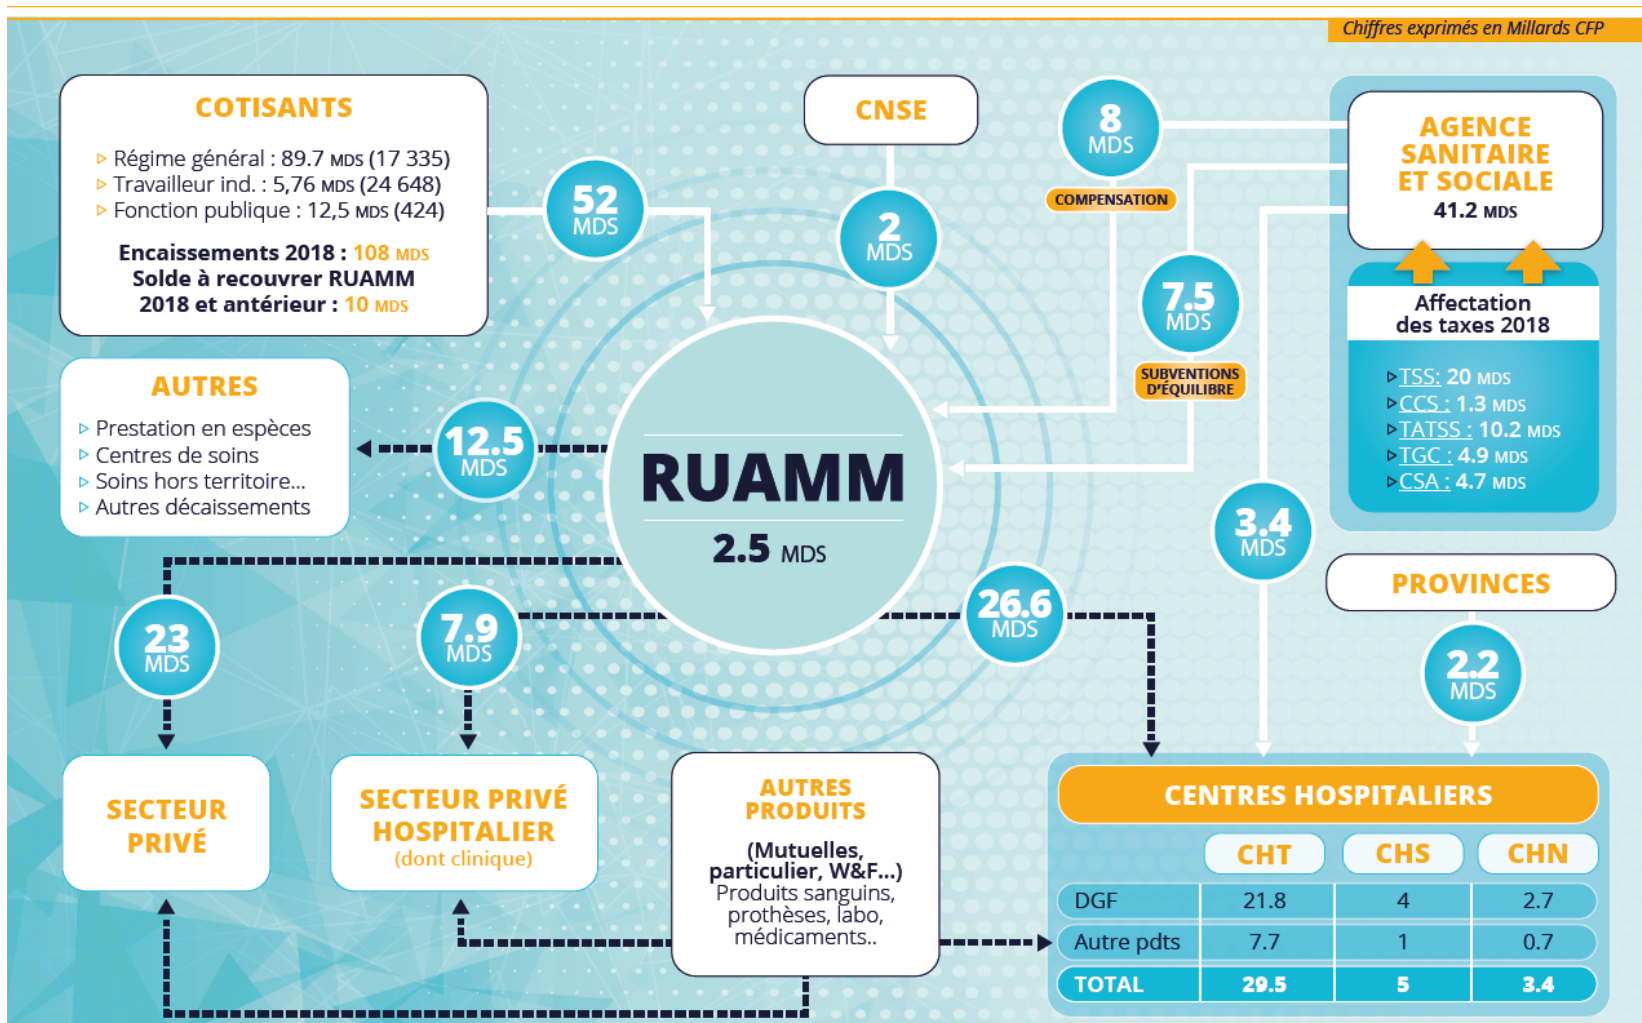 Chiffres exprimés en Millards CFP
COTISANTS
Régime général : 89.7 MDS (17 335)
Travailleur ind. : 5,76 MDS (24 648)
Fonction publique : 12,5 MDS (424)
Encaissements 2018 : 108 MDS
Solde à recouvrer RUAMM
2018 et antérieur : 10 MDS
52
MDS
CNSE
2
MDS
8
MDS
COMPENSATION
7.5
MDS
SUBVENTIONS
D'ÉQUILIBRE
AGENCE
SANITAIRE
ET SOCIALE
41.2 MDS
Affectation
des taxes 2018
TSS: 20 MDS
CCS : 1.3 MDS
TATSS : 10.2 MDS
TGC : 4.9 MDS
CSA : 4.7 MDS
AUTRES
Prestation en espèces
Centres de soins
Soins hors territoire...
Autres décaissements
12.5
MDS
RUAMM
2.5 MDS
3.4
MDS
PROVINCES
2.2
MDS
23
MDS
7.9
MDS
26.6
MDS
SECTEUR
PRIVÉ
SECTEUR PRIVÉ
HOSPITALIER
(dont clinique)
AUTRES
PRODUITS
(Mutuelles,
particulier, W&F...)
Produits sanguins,
prothèses, labo,
médicaments..
CENTRES HOSPITALIERS
CHT CHS CHN
DGF 21.8 4 2.7
Autre pdts 7.7 1 0.7
TOTAL 29.5 5 3.4